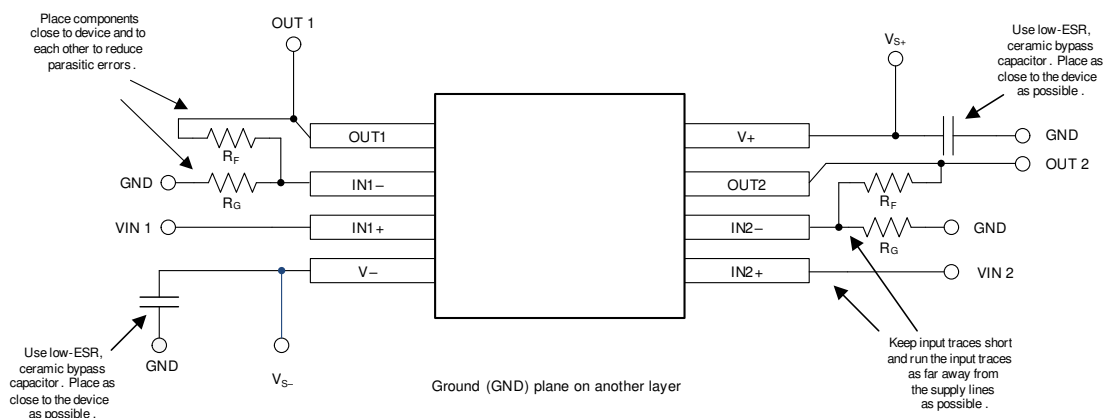 Place components
close to device and to
each other to reduce
parasitic errors .
OUT 1
VS+
Use low-ESR,
ceramic bypass
capacitor . Place as
close to the device
as possible .
OUT1
V+
GND
RF
OUT 2
GND
IN1−
OUT2
RF
RG
VIN 1
IN1+
IN2−
GND
RG
V−
IN2+
VIN 2
GND
VS−
Use low-ESR,
ceramic bypass
capacitor . Place as
close to the device
as possible .
Ground (GND) plane on another layer
Keep input traces short
and run the input traces
as far away from
the supply lines
as possible .